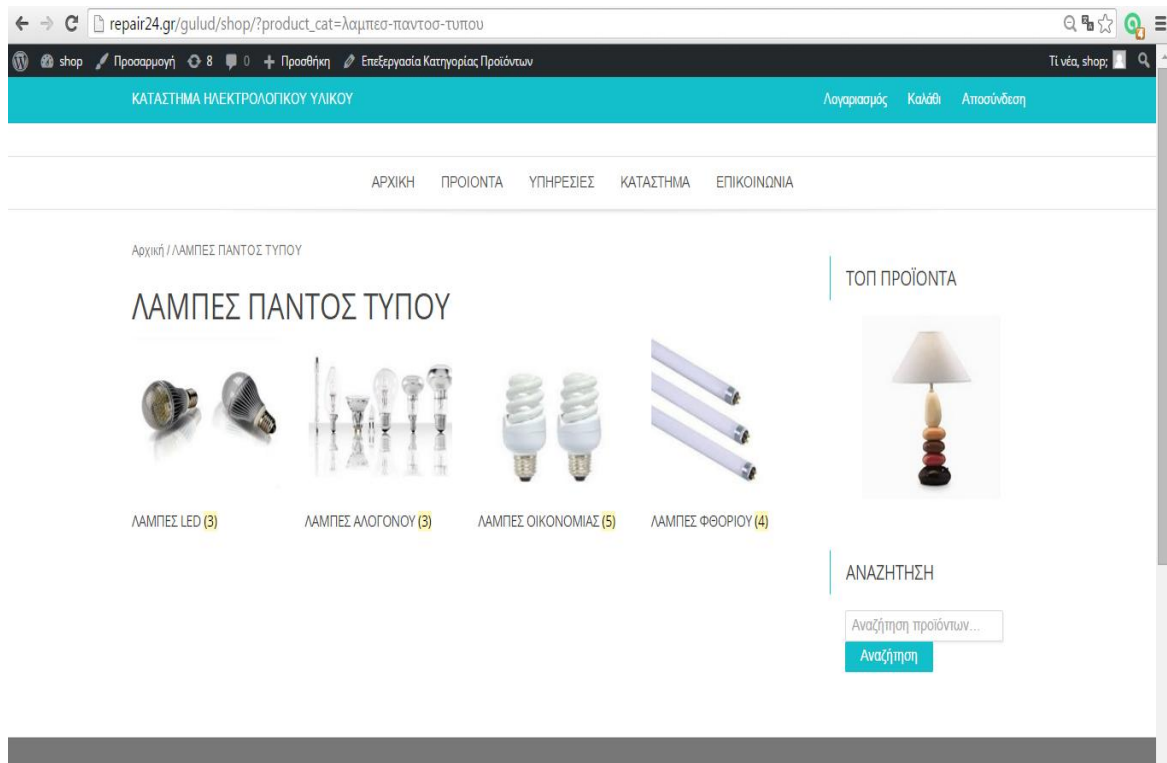 repair24.gr/gulud/shop/?product_cat=λαμπεσ-παντοσ-τυπου
shop Προσαρμογή 8 0 + Προσθήκη Επεξεργασία Κατηγορίας Προϊόντων Τί νέα, shop;
ΚΑΤΑΣΤΗΜΑ ΗΛΕΚΤΡΟΛΟΓΙΚΟΥ ΥΛΙΚΟΥ Λογαριασμός Καλάθι Αποσύνδεση
ΑΡΧΙΚΗ ΠΡΟΙΟΝΤΑ ΥΠΗΡΕΣΙΕΣ ΚΑΤΑΣΤΗΜΑ ΕΠΙΚΟΙΝΩΝΙΑ
Αρχική / ΛΑΜΠΕΣ ΠΑΝΤΟΣ ΤΥΠΟΥ
ΛΑΜΠΕΣ ΠΑΝΤΟΣ ΤΥΠΟΥ
ΛΑΜΠΕΣ LED (3)
ΛΑΜΠΕΣ ΑΛΟΓΟΝΟΥ (3)
ΛΑΜΠΕΣ ΟΙΚΟΝΟΜΙΑΣ (5)
ΛΑΜΠΕΣ ΦΘΟΡΙΟΥ (4)
ΤΟΠ ΠΡΟΪΟΝΤΑ
ΑΝΑΖΗΤΗΣΗ
Αναζήτηση προϊόντων...
Αναζήτηση